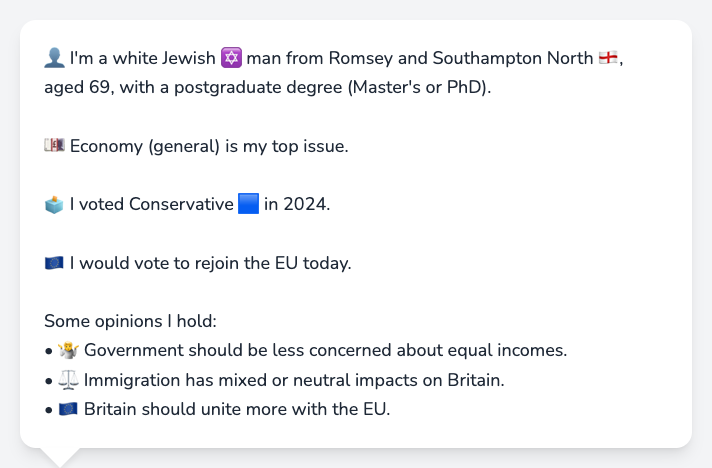 👤 I'm a white Jewish ✡️ man from Romsey and Southampton North 🏴󠁧󠁢󠁥󠁮󠁧󠁿,
aged 69, with a postgraduate degree (Master's or PhD).
💷 Economy (general) is my top issue.
🗳️ I voted Conservative 🟦 in 2024.
🇪🇺 I would vote to rejoin the EU today.
Some opinions I hold:
• 🤷 Government should be less concerned about equal incomes.
• ⚖️ Immigration has mixed or neutral impacts on Britain.
• 🇪🇺 Britain should unite more with the EU.